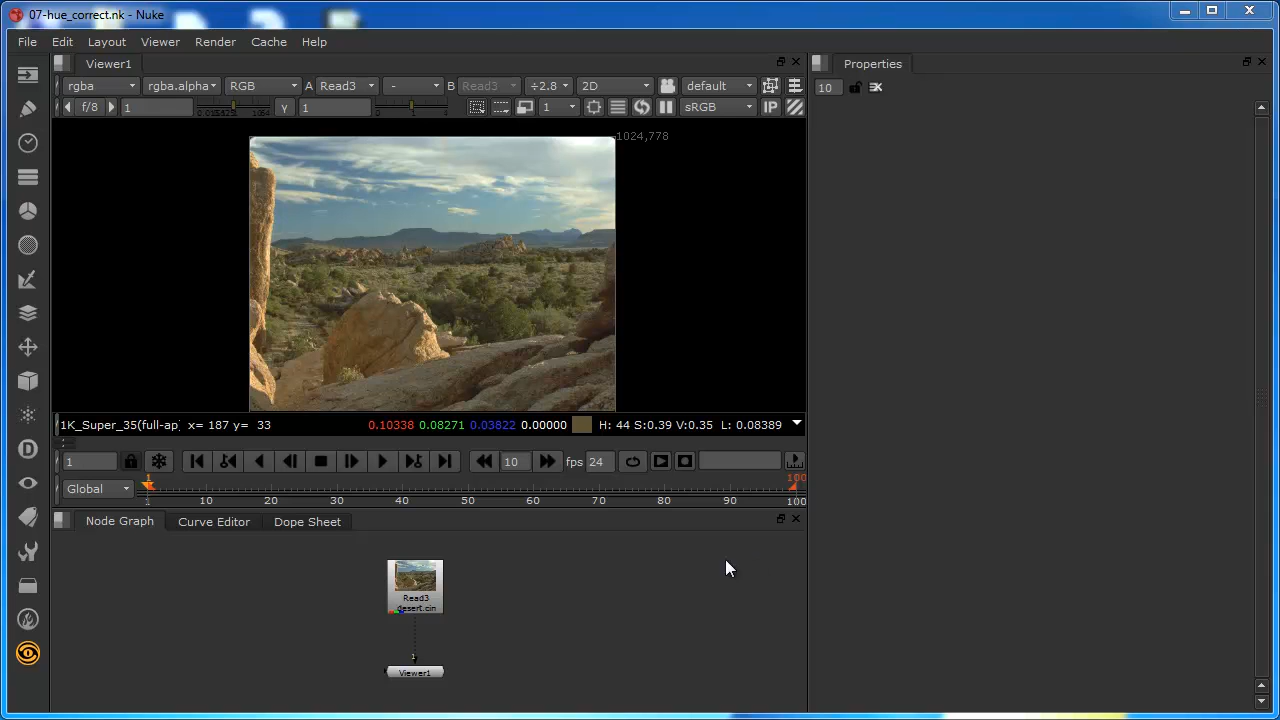 07-hue_correct.nk - Nuke
File Edit Layout Viewer Render Cache Help
Viewer1
Properties
rgba rgba.alpha RGB A Read3 - B Read3 ÷2.8 2D default
10
f/8 1 γ 1 1 sRGB IP
1024,778
1K_Super_35(full-ap) x= 187 y= 33 0.10338 0.08271 0.03822 0.00000 H: 44 S:0.39 V:0.35 L: 0.08389
1 10 fps 24
Global
1 100
1 10 20 30 40 50 60 70 80 90 100
Node Graph Curve Editor Dope Sheet
Read3
desert.cin
1
Viewer1